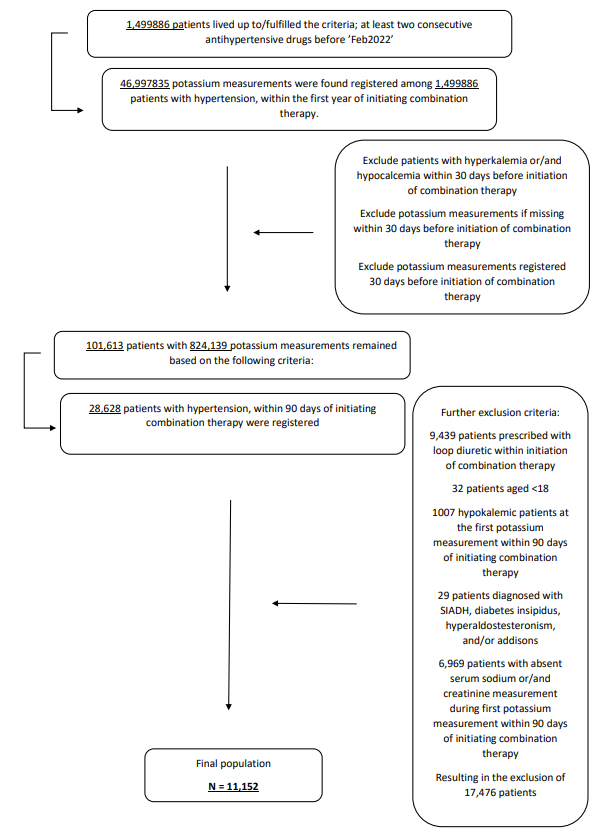 1,499886 patients lived up to/fulfilled the criteria; at least two consecutive
antihypertensive drugs before ’Feb2022’
46,997835 potassium measurements were found registered among 1,499886
patients with hypertension, within the first year of initiating combination
therapy.
Exclude patients with hyperkalemia or/and
hypocalcemia within 30 days before initiation
of combination therapy
Exclude potassium measurements if missing
within 30 days before initiation of combination
therapy
Exclude potassium measurements registered
30 days before initiation of combination
therapy
101,613 patients with 824,139 potassium measurements remained
based on the following criteria:
28,628 patients with hypertension, within 90 days of initiating
combination therapy were registered
Further exclusion criteria:
9,439 patients prescribed with
loop diuretic within initiation
of combination therapy
32 patients aged <18
1007 hypokalemic patients at
the first potassium
measurement within 90 days
of initiating combination
therapy
29 patients diagnosed with
SIADH, diabetes insipidus,
hyperaldostesteronism,
and/or addisons
6,969 patients with absent
serum sodium or/and
creatinine measurement
during first potassium
measurement within 90 days
of initiating combination
therapy
Resulting in the exclusion of
17,476 patients
Final population
N = 11,152